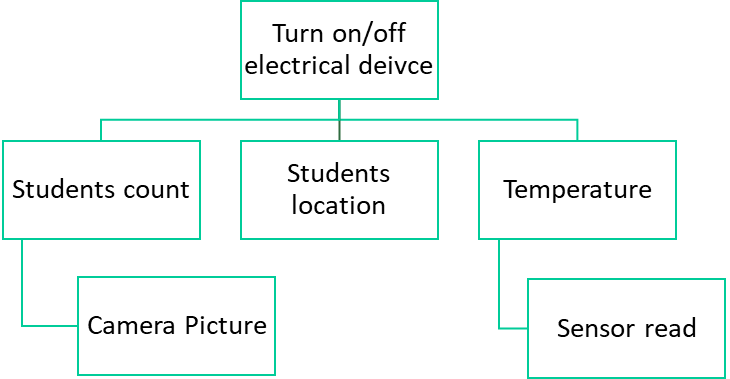 Turn on/off
electrical deivce
Students count
Students
location
Temperature
Camera Picture
Sensor read